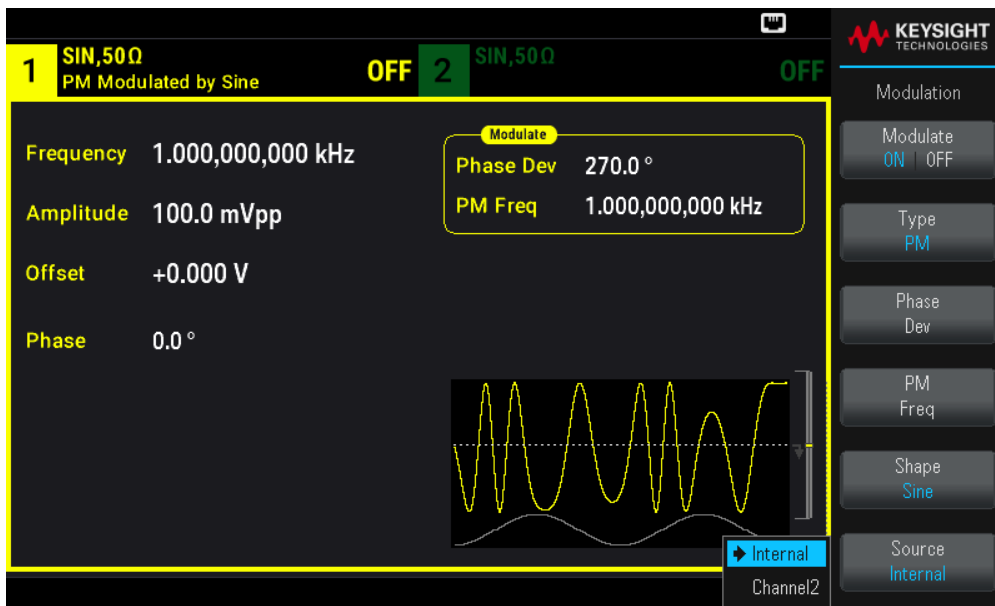 KEYSIGHT
TECHNOLOGIES
1 SIN,50Ω
PM Modulated by Sine OFF
2 SIN,50Ω OFF
Frequency 1.000,000,000 kHz
Amplitude 100.0 mVpp
Offset +0.000 V
Phase 0.0 °
Modulate
Phase Dev 270.0 °
PM Freq 1.000,000,000 kHz
Internal
Channel2
Modulation
Modulate
ON | OFF
Type
PM
Phase
Dev
PM
Freq
Shape
Sine
Source
Internal